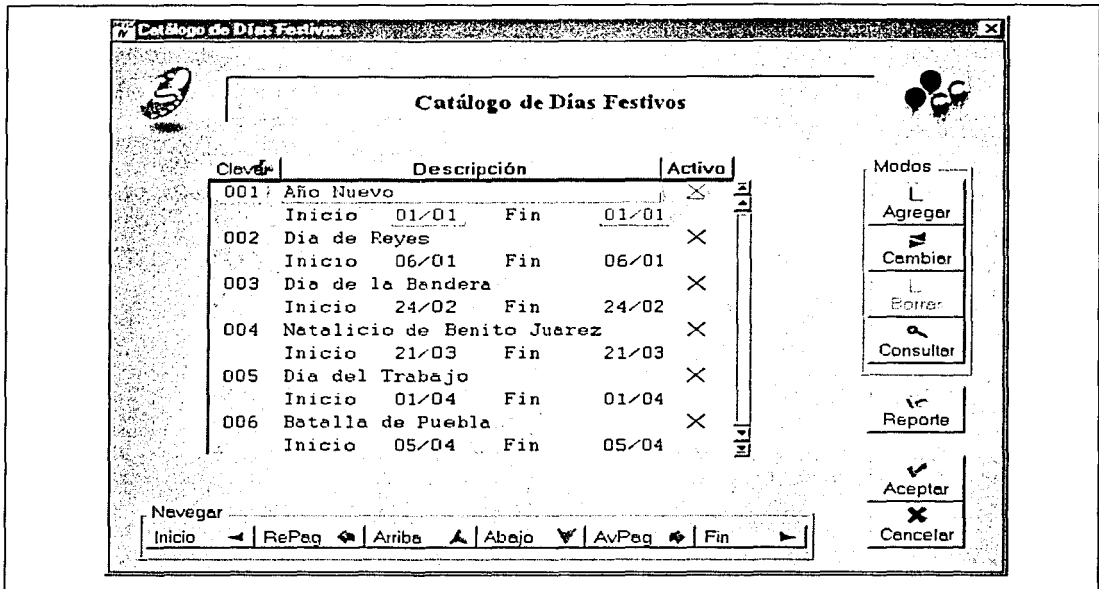 Catálogo de Días Festivos
Catálogo de Días Festivos
Clave Descripción Activo
001 Año Nuevo
Inicio 01/01 Fin 01/01
002 Dia de Reyes
Inicio 06/01 Fin 06/01
003 Dia de la Bandera
Inicio 24/02 Fin 24/02
004 Natalicio de Benito Juarez
Inicio 21/03 Fin 21/03
005 Dia del Trabajo
Inicio 01/04 Fin 01/04
006 Batalla de Puebla
Inicio 05/04 Fin 05/04
Modos
Agregar
Cambiar
Borrar
Consultar
Reporte
Aceptar
Cancelar
Navegar
Inicio RePag Arriba Abajo AvPag Fin